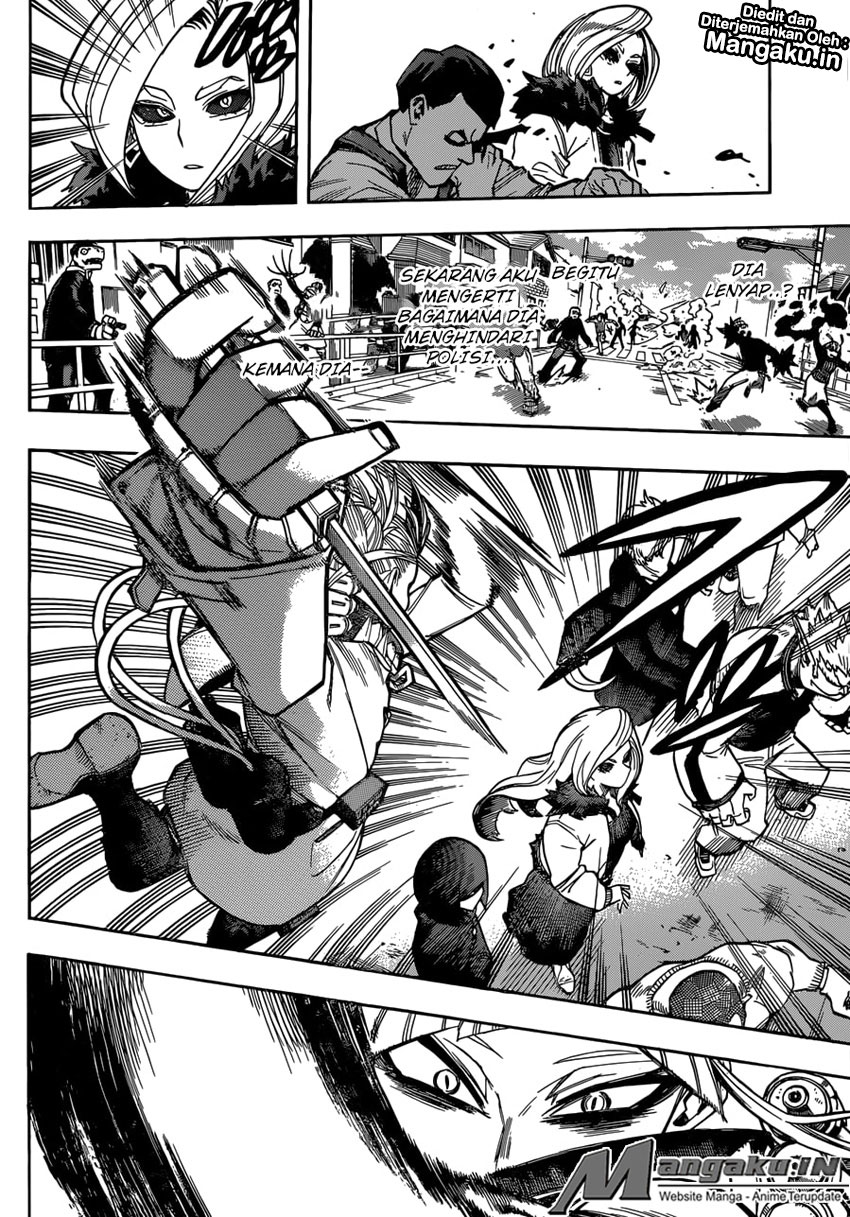 Diedit dan
Diterjemahkan Oleh :
Mangaku.in
DIA
LENYAP..?
BEGITU
SEKARANG AKU
MENGERTI
BAGAIMANA DIA
MENGHINDARI
POLISI...
KEMANA DIA--
Mangaku.IN
Website Manga - Anime Terupdate